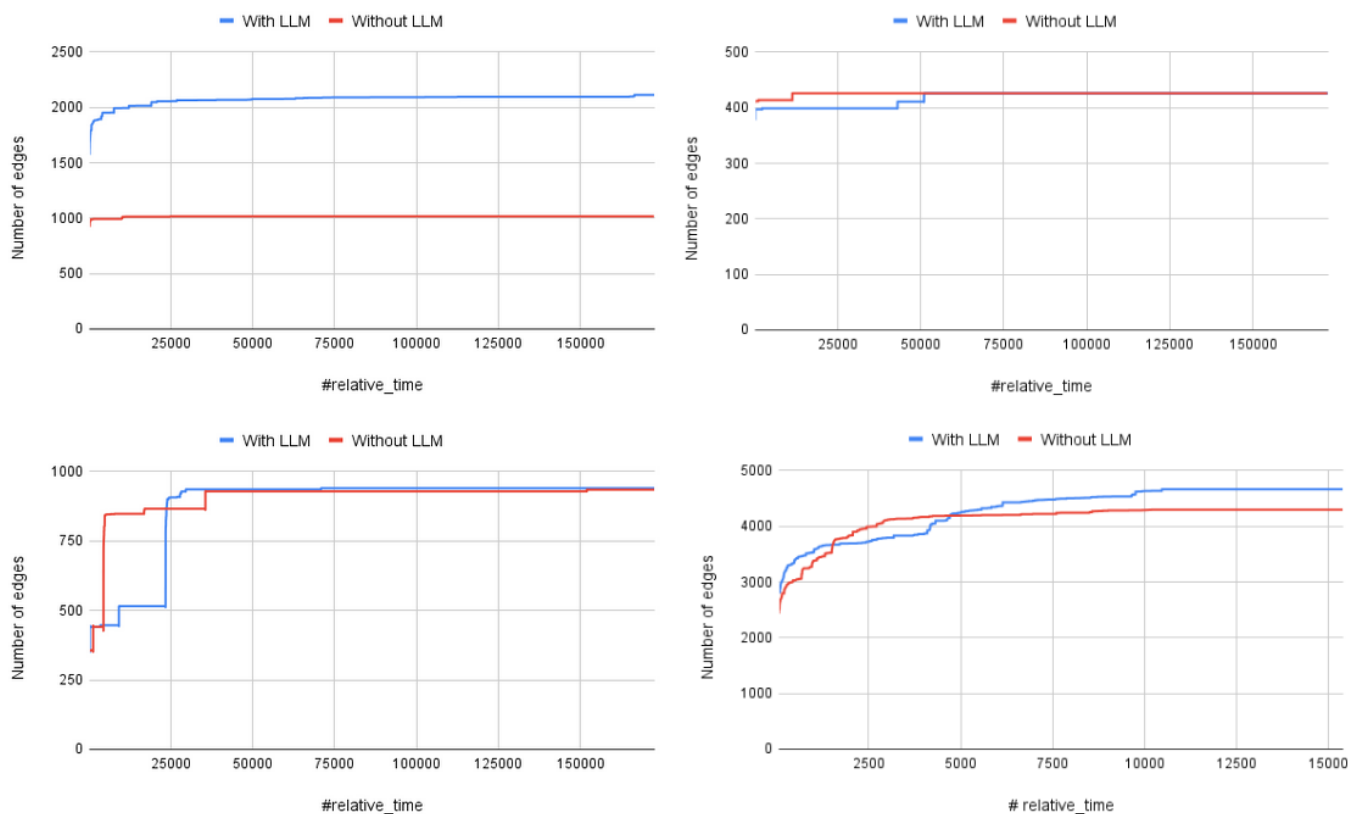 With LLM Without LLM
Number of edges
2500
2000
1500
1000
500
0
25000 50000 75000 100000 125000 150000
#relative_time
With LLM Without LLM
Number of edges
500
400
300
200
100
0
25000 50000 75000 100000 125000 150000
#relative_time
With LLM Without LLM
Number of edges
1000
750
500
250
0
25000 50000 75000 100000 125000 150000
#relative_time
With LLM Without LLM
Number of edges
5000
4000
3000
2000
1000
0
2500 5000 7500 10000 12500 15000
# relative_time